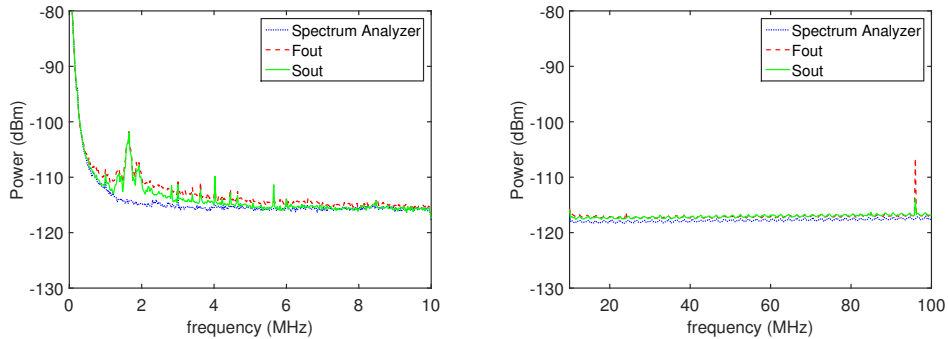 -80
-90
-100
-110
-120
-130
Power (dBm)
0
2
4
6
8
10
frequency (MHz)
Spectrum Analyzer
Fout
Sout
-80
-90
-100
-110
-120
-130
Power (dBm)
20
40
60
80
100
frequency (MHz)
Spectrum Analyzer
Fout
Sout